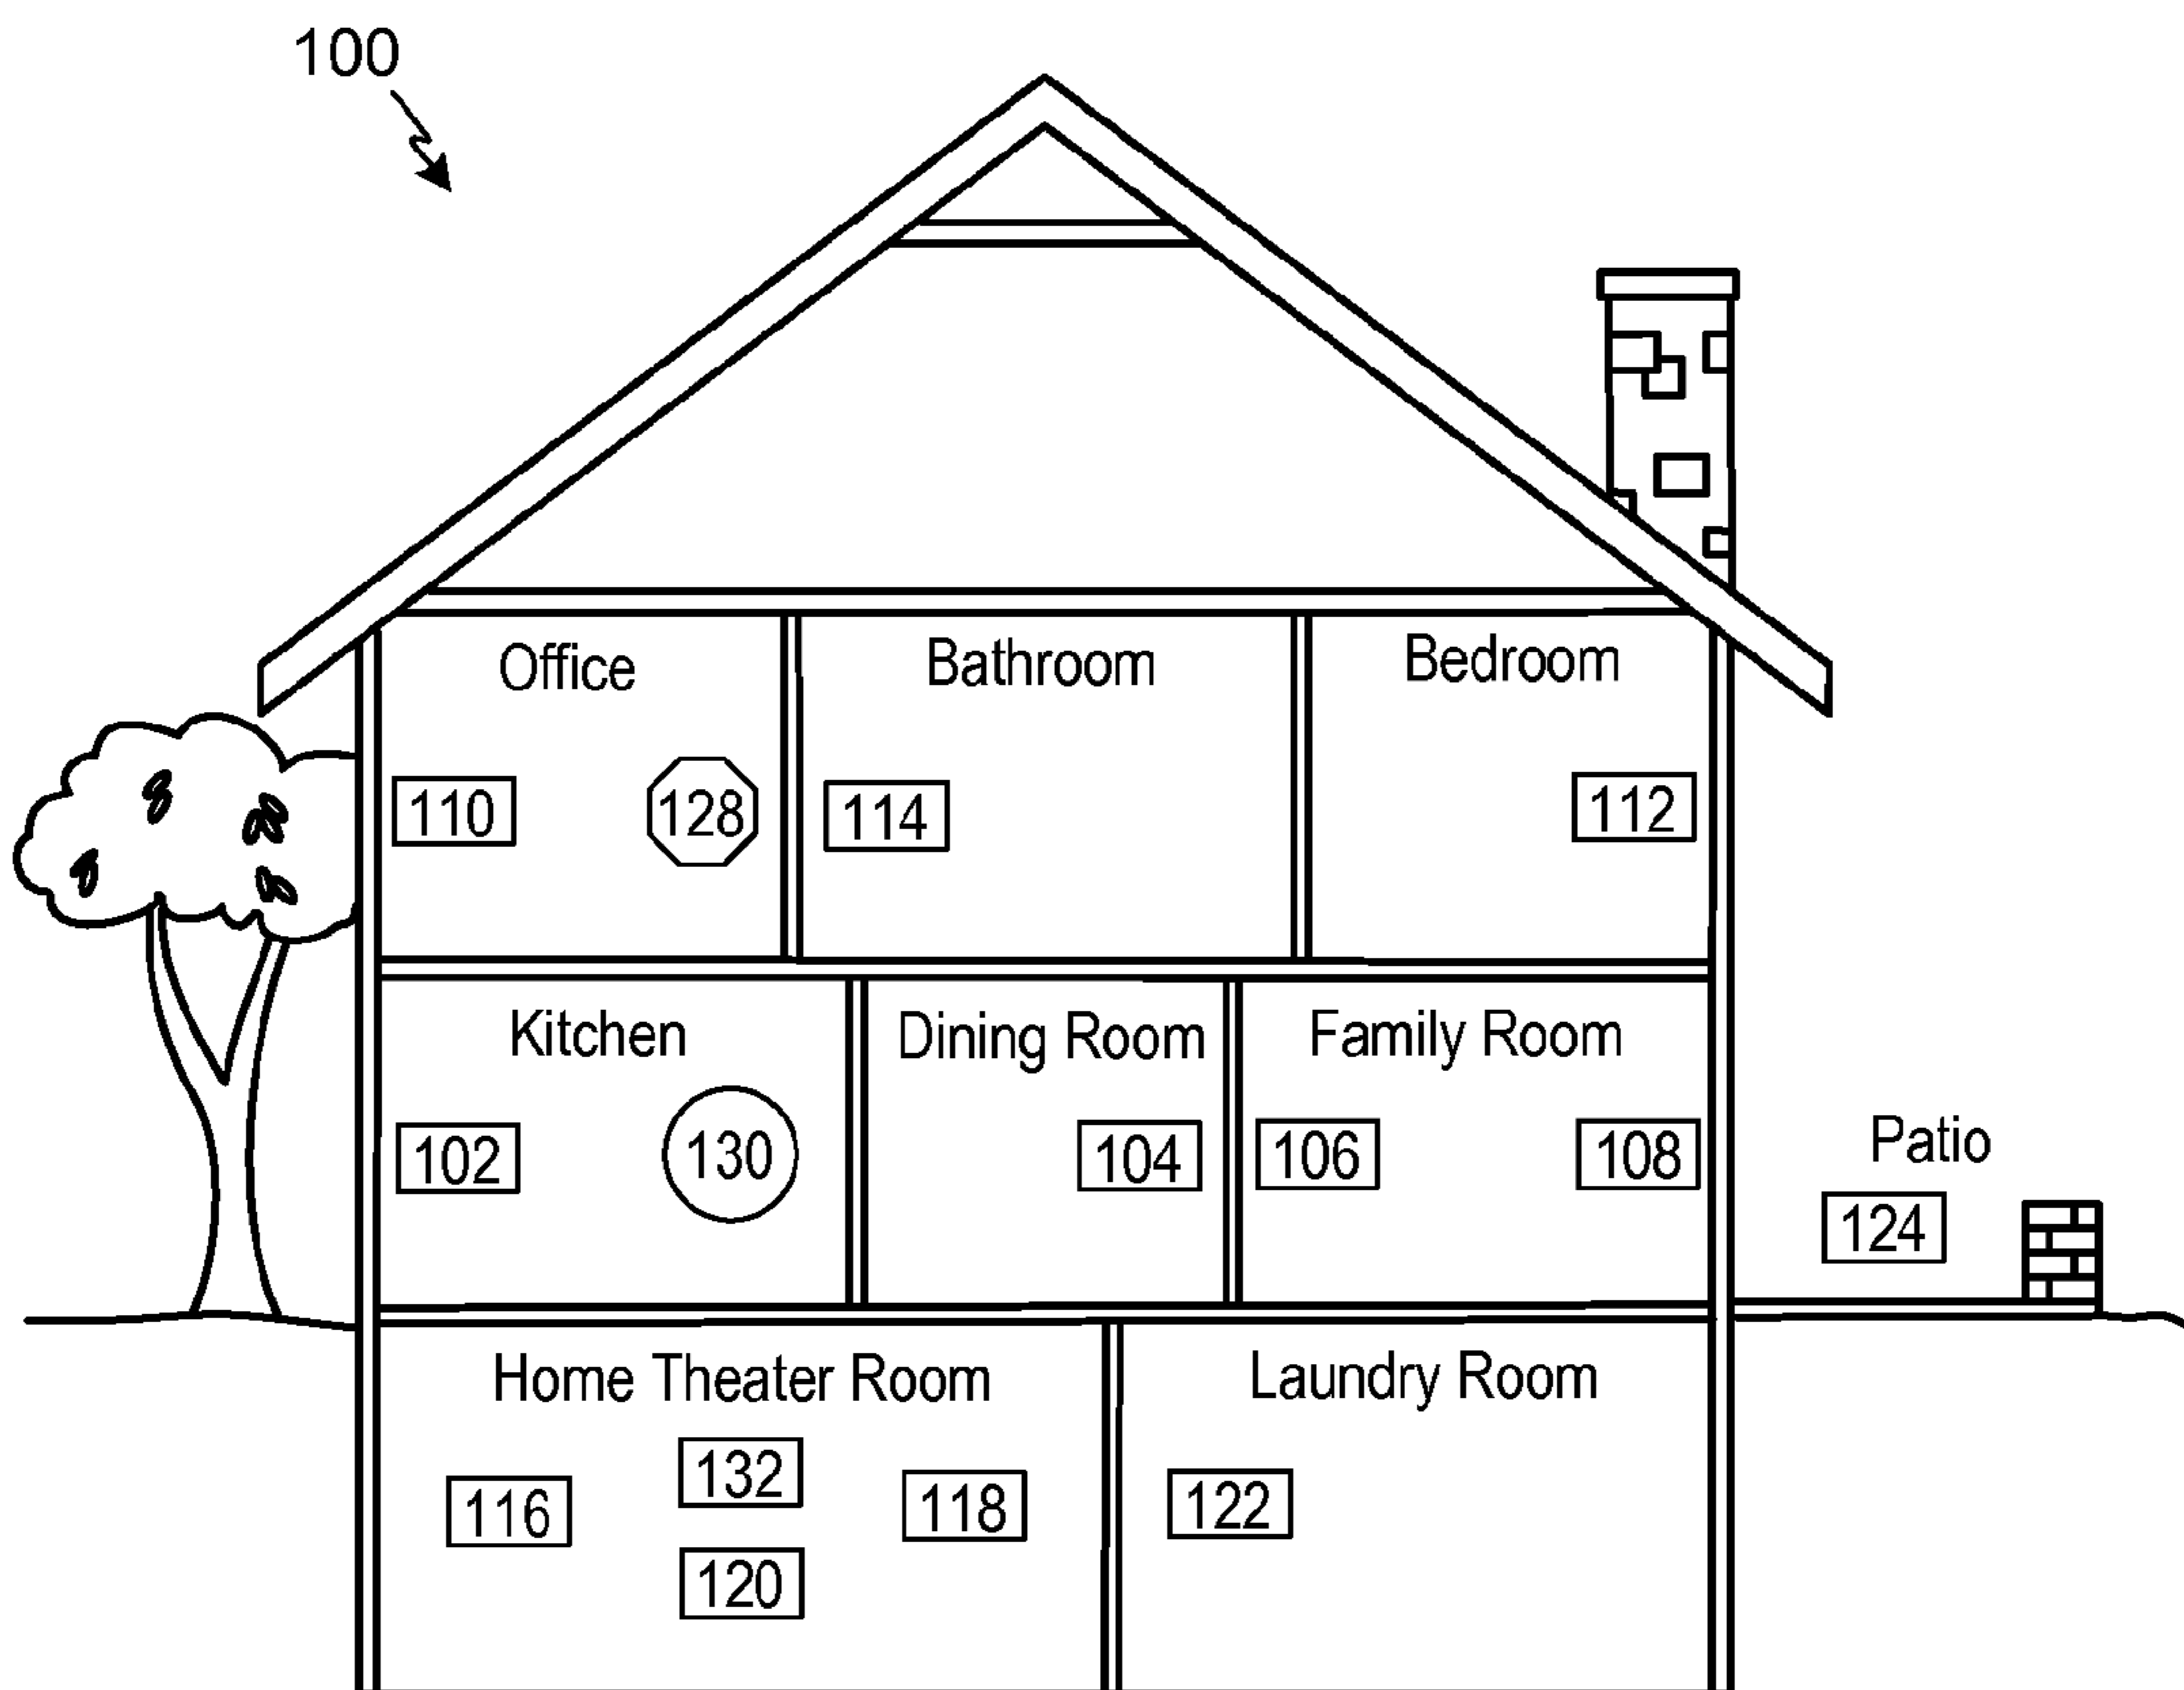 100
Office
Bathroom
Bedroom
110
128
114
112
Kitchen
Dining Room
Family Room
102
130
104
106
108
Patio
124
Home Theater Room
Laundry Room
132
116
118
122
120